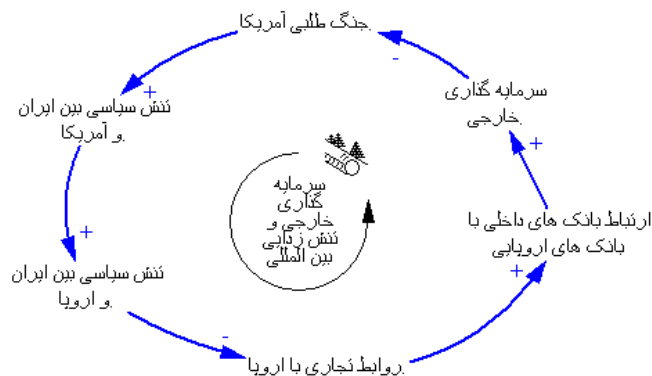 جنگ طلبی آمریکا
-
+
تنش سیاسی بین ایران
و آمریکا
سرمایه گذاری
خارجی
+
سرمایه
گذاری
خارجی و
تنش زدایی
بین المللی
ارتباط بانک های داخلی با
بانک های اروپایی
+
+
تنش سیاسی بین ایران
و اروپا
-
روابط تجاری با اروپا